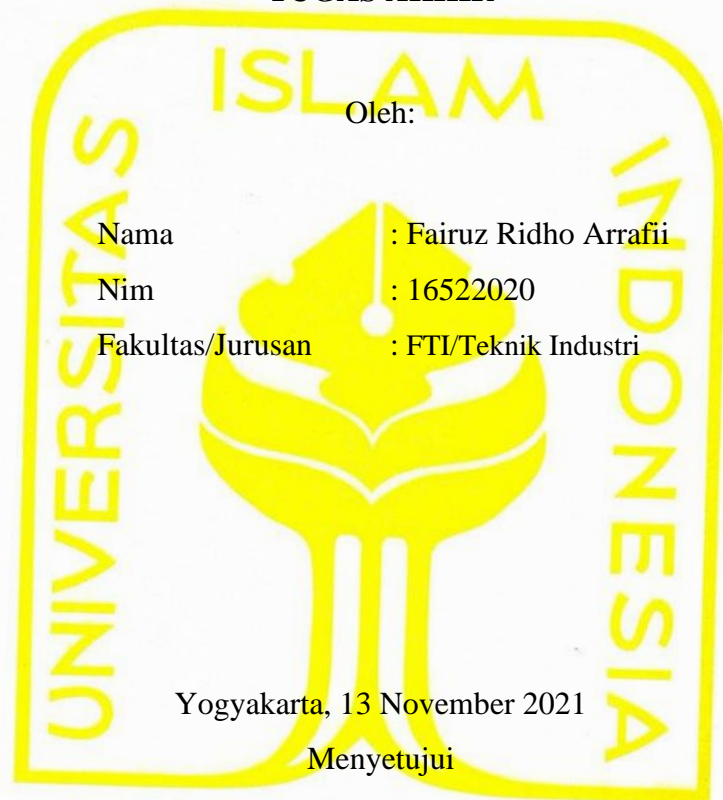 ISLAM
UNIVERSITAS
INDONESIA
Oleh:
Nama : Fairuz Ridho Arrafii
Nim : 16522020
Fakultas/Jurusan : FTI/Teknik Industri
Yogyakarta, 13 November 2021
Menyetujui